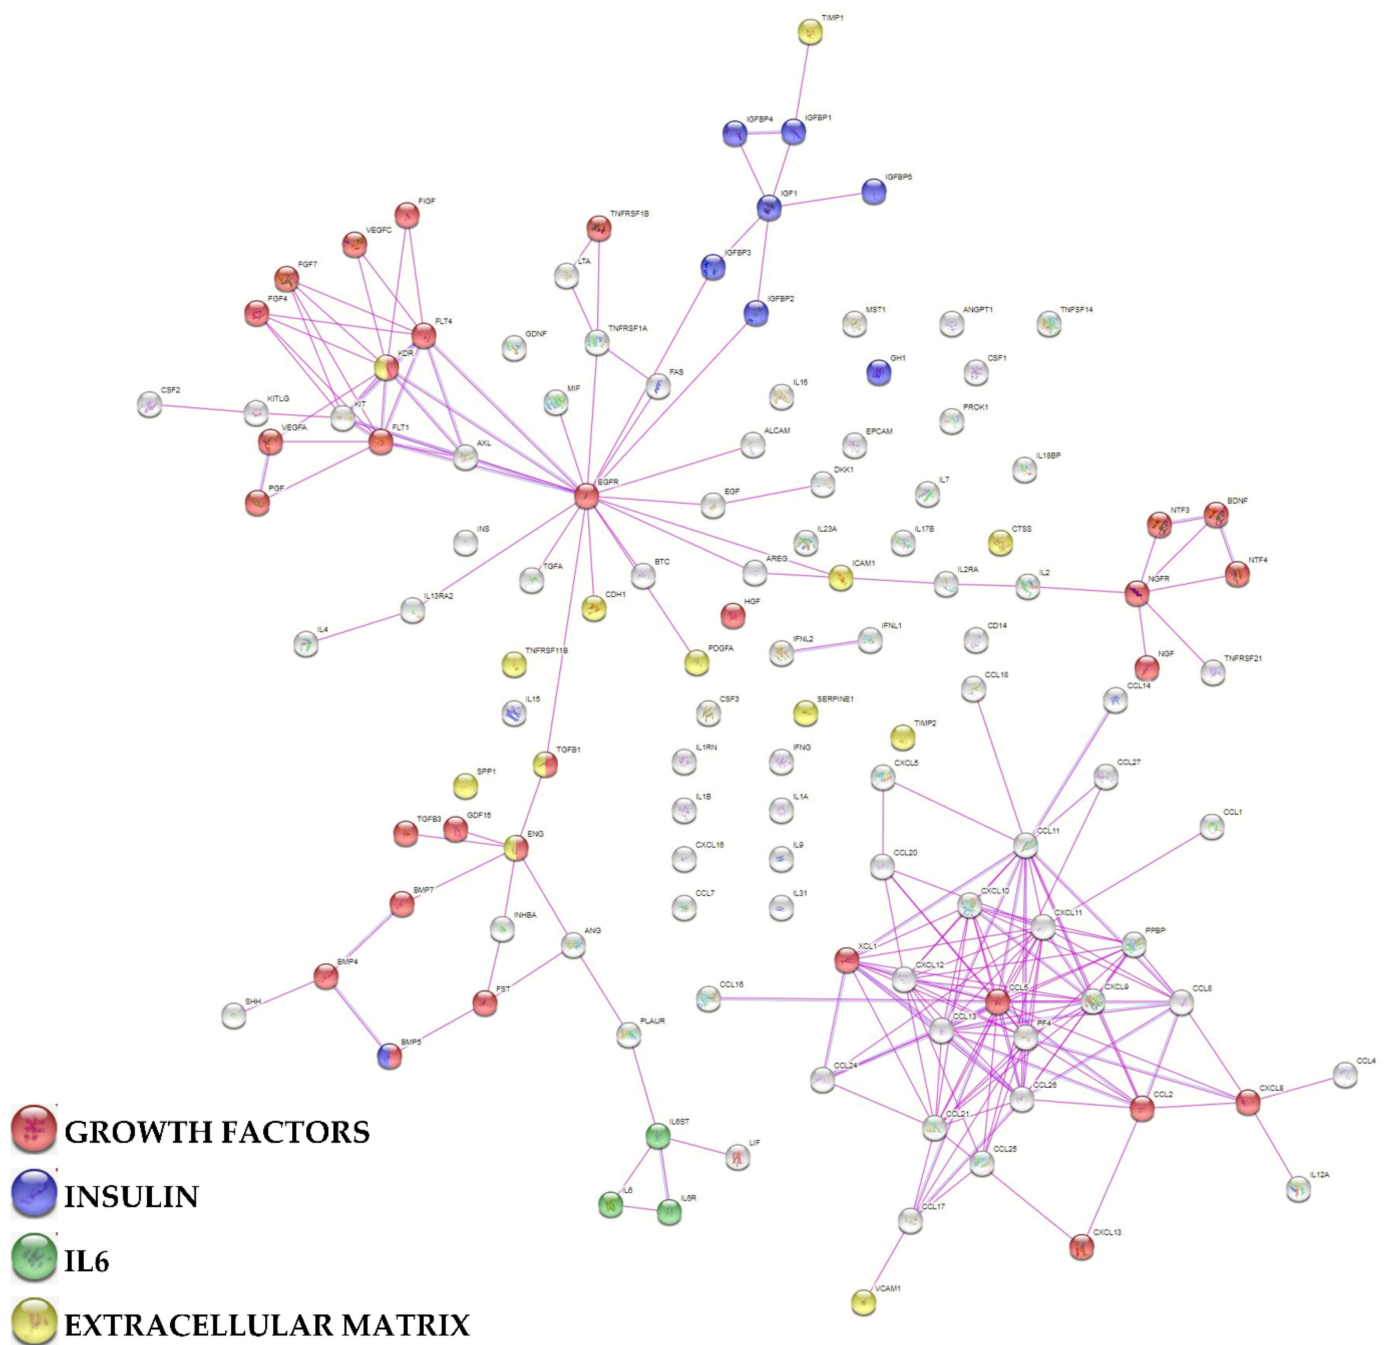 TIMP1
IGFBP4
IGFBP1
IGFBP6
IGF1
FIGF
TNFRSF1B
VEGFC
IGFBP3
LTA
FGF7
IGFBP2
FGF4
MST1
ANGPT1
TNFSF14
FLT4
TNFRSF1A
GDNF
KDR
GH1
CSF1
FAS
IL16
CSF2
KITLG
KIT
MIF
PROK1
VEGFA
FLT1
ALCAM
EPCAM
AXL
IL18BP
DKK1
EGFR
PGF
EGF
IL7
BDNF
NTF3
INS
IL23A
IL17B
CTSS
TGFA
BTC
AREG
ICAM1
IL2RA
IL2
NTF4
NGFR
IL13RA2
CDH1
HGF
IL4
IFNL2
IFNL1
CD14
TNFRSF11B
PDGFA
NGF
TNFRSF21
CCL18
CCL14
IL15
CSF3
SERPINE1
TIMP2
TGFB1
IL1RN
IFNG
CXCL5
CCL27
SPP1
IL1B
IL1A
TGFB3
GDF15
CCL1
ENG
CCL11
CXCL16
IL9
CCL20
BMP7
CCL7
IL31
CXCL10
INHBA
CXCL11
ANG
PPBP
XCL1
BMP4
CXCL12
FST
CCL16
CCL5
CXCL9
CCL8
SHH
CCL13
PF4
PLAUR
BMP5
CCL24
CCL4
CCL26
CCL2
CXCL8
GROWTH FACTORS
IL6ST
CCL21
LIF
CCL25
IL12A
INSULIN
IL6
IL6R
CCL17
CXCL13
IL6
VCAM1
EXTRACELLULAR MATRIX